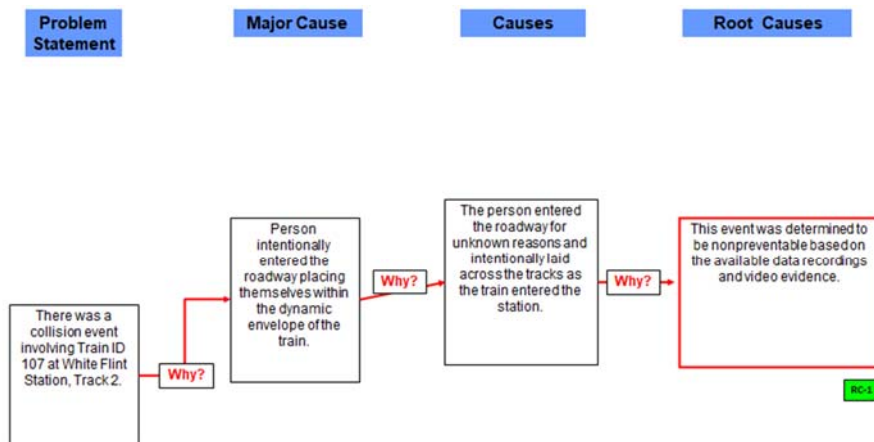 Problem
Statement
Major Cause
Causes
Root Causes
There was a
collision event
involving Train ID
107 at White Flint
Station, Track 2.
Why?
Person
intentionally
entered the
roadway placing
themselves within
the dynamic
envelope of the
train.
Why?
The person entered
the roadway for
unknown reasons and
intentionally laid
across the tracks as
the train entered the
station.
Why?
This event was determined to
be nonpreventable based on
the available data recordings
and video evidence.
RC-1